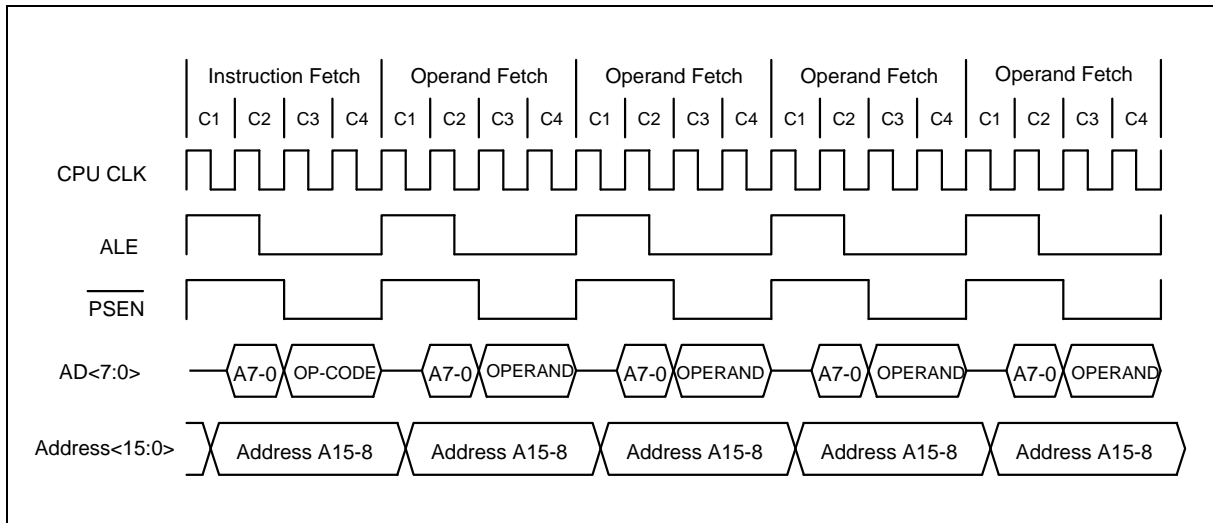 Instruction Fetch Operand Fetch Operand Fetch Operand Fetch Operand Fetch
C1 C2 C3 C4 C1 C2 C3 C4 C1 C2 C3 C4 C1 C2 C3 C4 C1 C2 C3 C4
CPU CLK
ALE
PSEN
AD<7:0> A7-0 OP-CODE A7-0 OPERAND A7-0 OPERAND A7-0 OPERAND A7-0 OPERAND
Address<15:0> Address A15-8 Address A15-8 Address A15-8 Address A15-8 Address A15-8